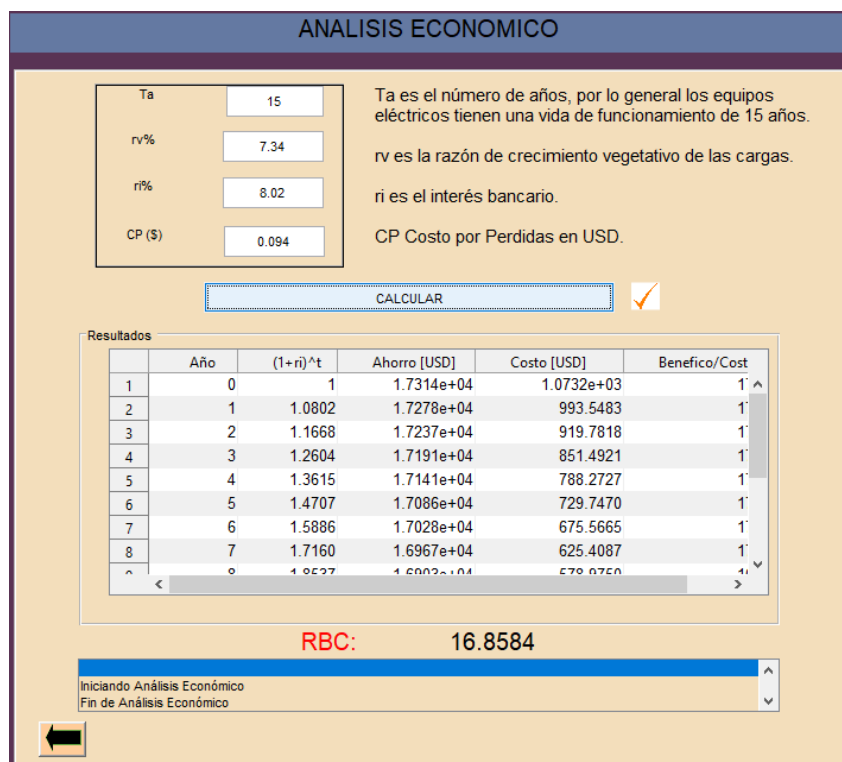 ANALISIS ECONOMICO
Ta 15
rv% 7.34
ri% 8.02
CP ($) 0.094
Ta es el número de años, por lo general los equipos
eléctricos tienen una vida de funcionamiento de 15 años.
rv es la razón de crecimiento vegetativo de las cargas.
ri es el interés bancario.
CP Costo por Perdidas en USD.
CALCULAR
Resultados
Año (1+ri)^t Ahorro [USD] Costo [USD] Benefico/Cost
1 0 1 1.7314e+04 1.0732e+03
2 1 1.0802 1.7278e+04 993.5483
3 2 1.1668 1.7237e+04 919.7818
4 3 1.2604 1.7191e+04 851.4921
5 4 1.3615 1.7141e+04 788.2727
6 5 1.4707 1.7086e+04 729.7470
7 6 1.5886 1.7028e+04 675.5665
8 7 1.7160 1.6967e+04 625.4087
RBC: 16.8584
Iniciando Análisis Económico
Fin de Análisis Económico